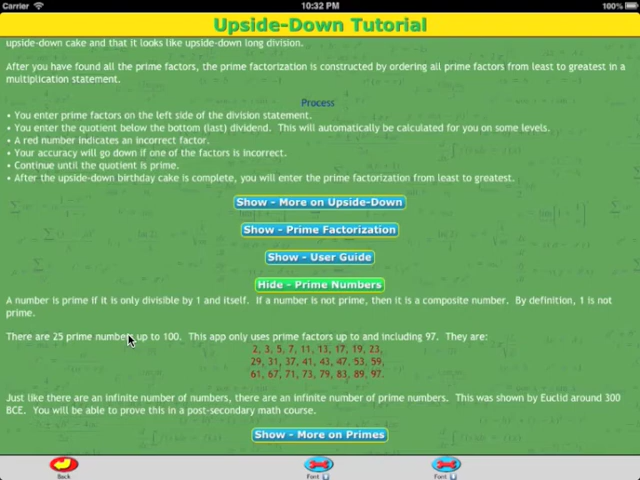 Carrier 10:32 PM 100%
Upside-Down Tutorial
upside-down cake and that it looks like upside-down long division.
After you have found all the prime factors, the prime factorization is constructed by ordering all prime factors from least to greatest in a
multiplication statement.
Process
• You enter prime factors on the left side of the division statement.
• You enter the quotient below the bottom (last) dividend. This will automatically be calculated for you on some levels.
• A red number indicates an incorrect factor.
• Your accuracy will go down if one of the factors is incorrect.
• Continue until the quotient is prime.
• After the upside-down birthday cake is complete, you will enter the prime factorization from least to greatest.
Show - More on Upside-Down
Show - Prime Factorization
Show - User Guide
Hide - Prime Numbers
A number is prime if it is only divisible by 1 and itself. If a number is not prime, then it is a composite number. By definition, 1 is not
prime.
There are 25 prime numbers up to 100. This app only uses prime factors up to and including 97. They are:
2, 3, 5, 7, 11, 13, 17, 19, 23,
29, 31, 37, 41, 43, 47, 53, 59,
61, 67, 71, 73, 79, 83, 89, 97.
Just like there are an infinite number of numbers, there are an infinite number of prime numbers. This was shown by Euclid around 300
BCE. You will be able to prove this in a post-secondary math course.
Show - More on Primes
Back Font Font